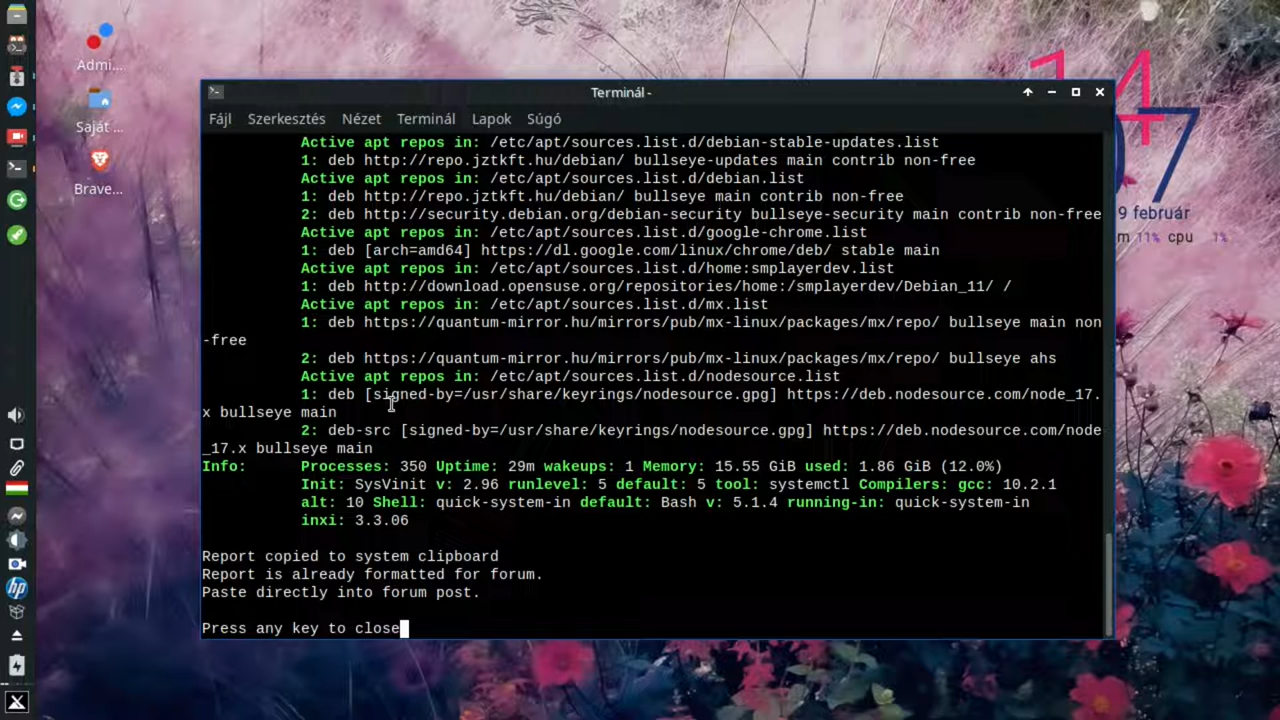 Admi...
Saját ...
Brave...
Terminál -
Fájl Szerkesztés Nézet Terminál Lapok Súgó
Active apt repos in: /etc/apt/sources.list.d/debian-stable-updates.list
1: deb http://repo.jztkft.hu/debian/ bullseye-updates main contrib non-free
Active apt repos in: /etc/apt/sources.list.d/debian.list
1: deb http://repo.jztkft.hu/debian/ bullseye main contrib non-free
2: deb http://security.debian.org/debian-security bullseye-security main contrib non-free
Active apt repos in: /etc/apt/sources.list.d/google-chrome.list
1: deb [arch=amd64] https://dl.google.com/linux/chrome/deb/ stable main
Active apt repos in: /etc/apt/sources.list.d/home:smplayerdev.list
1: deb http://download.opensuse.org/repositories/home:/smplayerdev/Debian_11/ /
Active apt repos in: /etc/apt/sources.list.d/mx.list
1: deb https://quantum-mirror.hu/mirrors/pub/mx-linux/packages/mx/repo/ bullseye main non
-free
2: deb https://quantum-mirror.hu/mirrors/pub/mx-linux/packages/mx/repo/ bullseye ahs
Active apt repos in: /etc/apt/sources.list.d/nodesource.list
1: deb [signed-by=/usr/share/keyrings/nodesource.gpg] https://deb.nodesource.com/node_17.
x bullseye main
2: deb-src [signed-by=/usr/share/keyrings/nodesource.gpg] https://deb.nodesource.com/node
_17.x bullseye main
Info: Processes: 350 Uptime: 29m wakeups: 1 Memory: 15.55 GiB used: 1.86 GiB (12.0%)
Init: SysVinit v: 2.96 runlevel: 5 default: 5 tool: systemctl Compilers: gcc: 10.2.1
alt: 10 Shell: quick-system-in default: Bash v: 5.1.4 running-in: quick-system-in
inxi: 3.3.06
Report copied to system clipboard
Report is already formatted for forum.
Paste directly into forum post.
Press any key to close
14
07
9 február
m 11% cpu 1%
hp